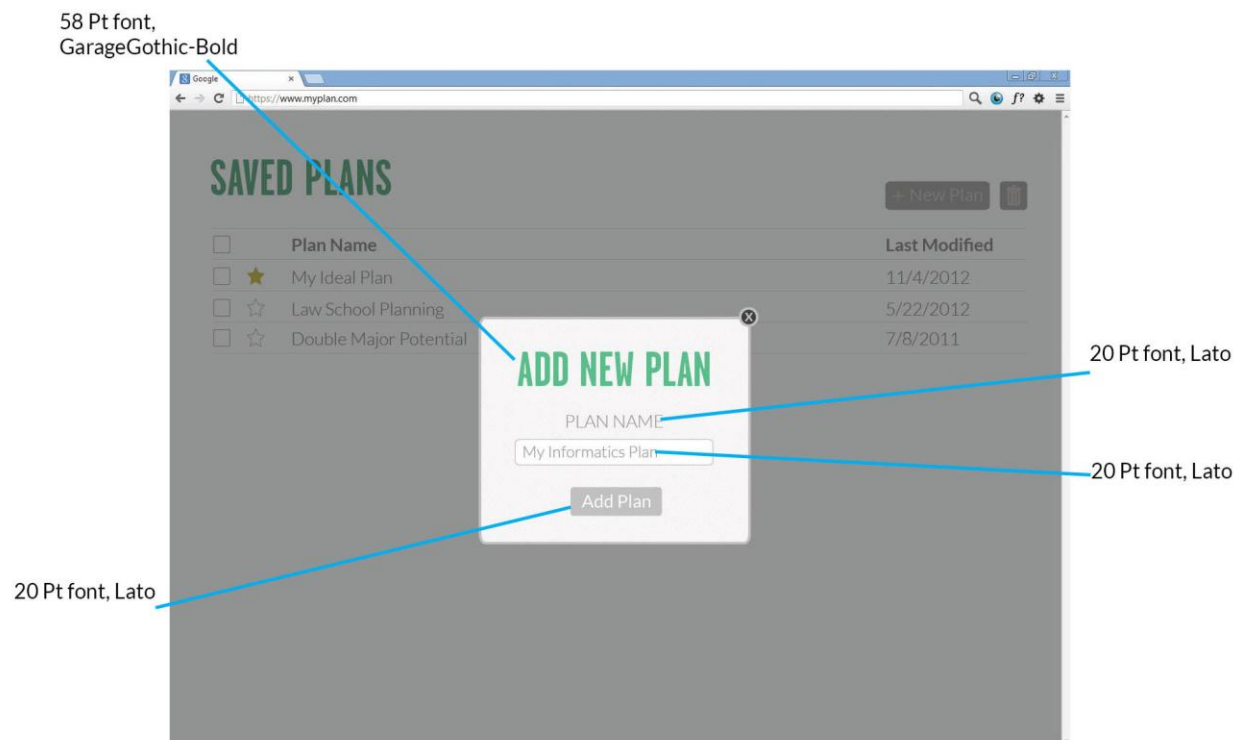 58 Pt font,
GarageGothic-Bold
Google
https://www.myplan.com
f?
SAVED PLANS
+ New Plan
Plan Name
Last Modified
My Ideal Plan
11/4/2012
Law School Planning
5/22/2012
Double Major Potential
7/8/2011
ADD NEW PLAN
20 Pt font, Lato
PLAN NAME
My Informatics Plan
20 Pt font, Lato
Add Plan
20 Pt font, Lato